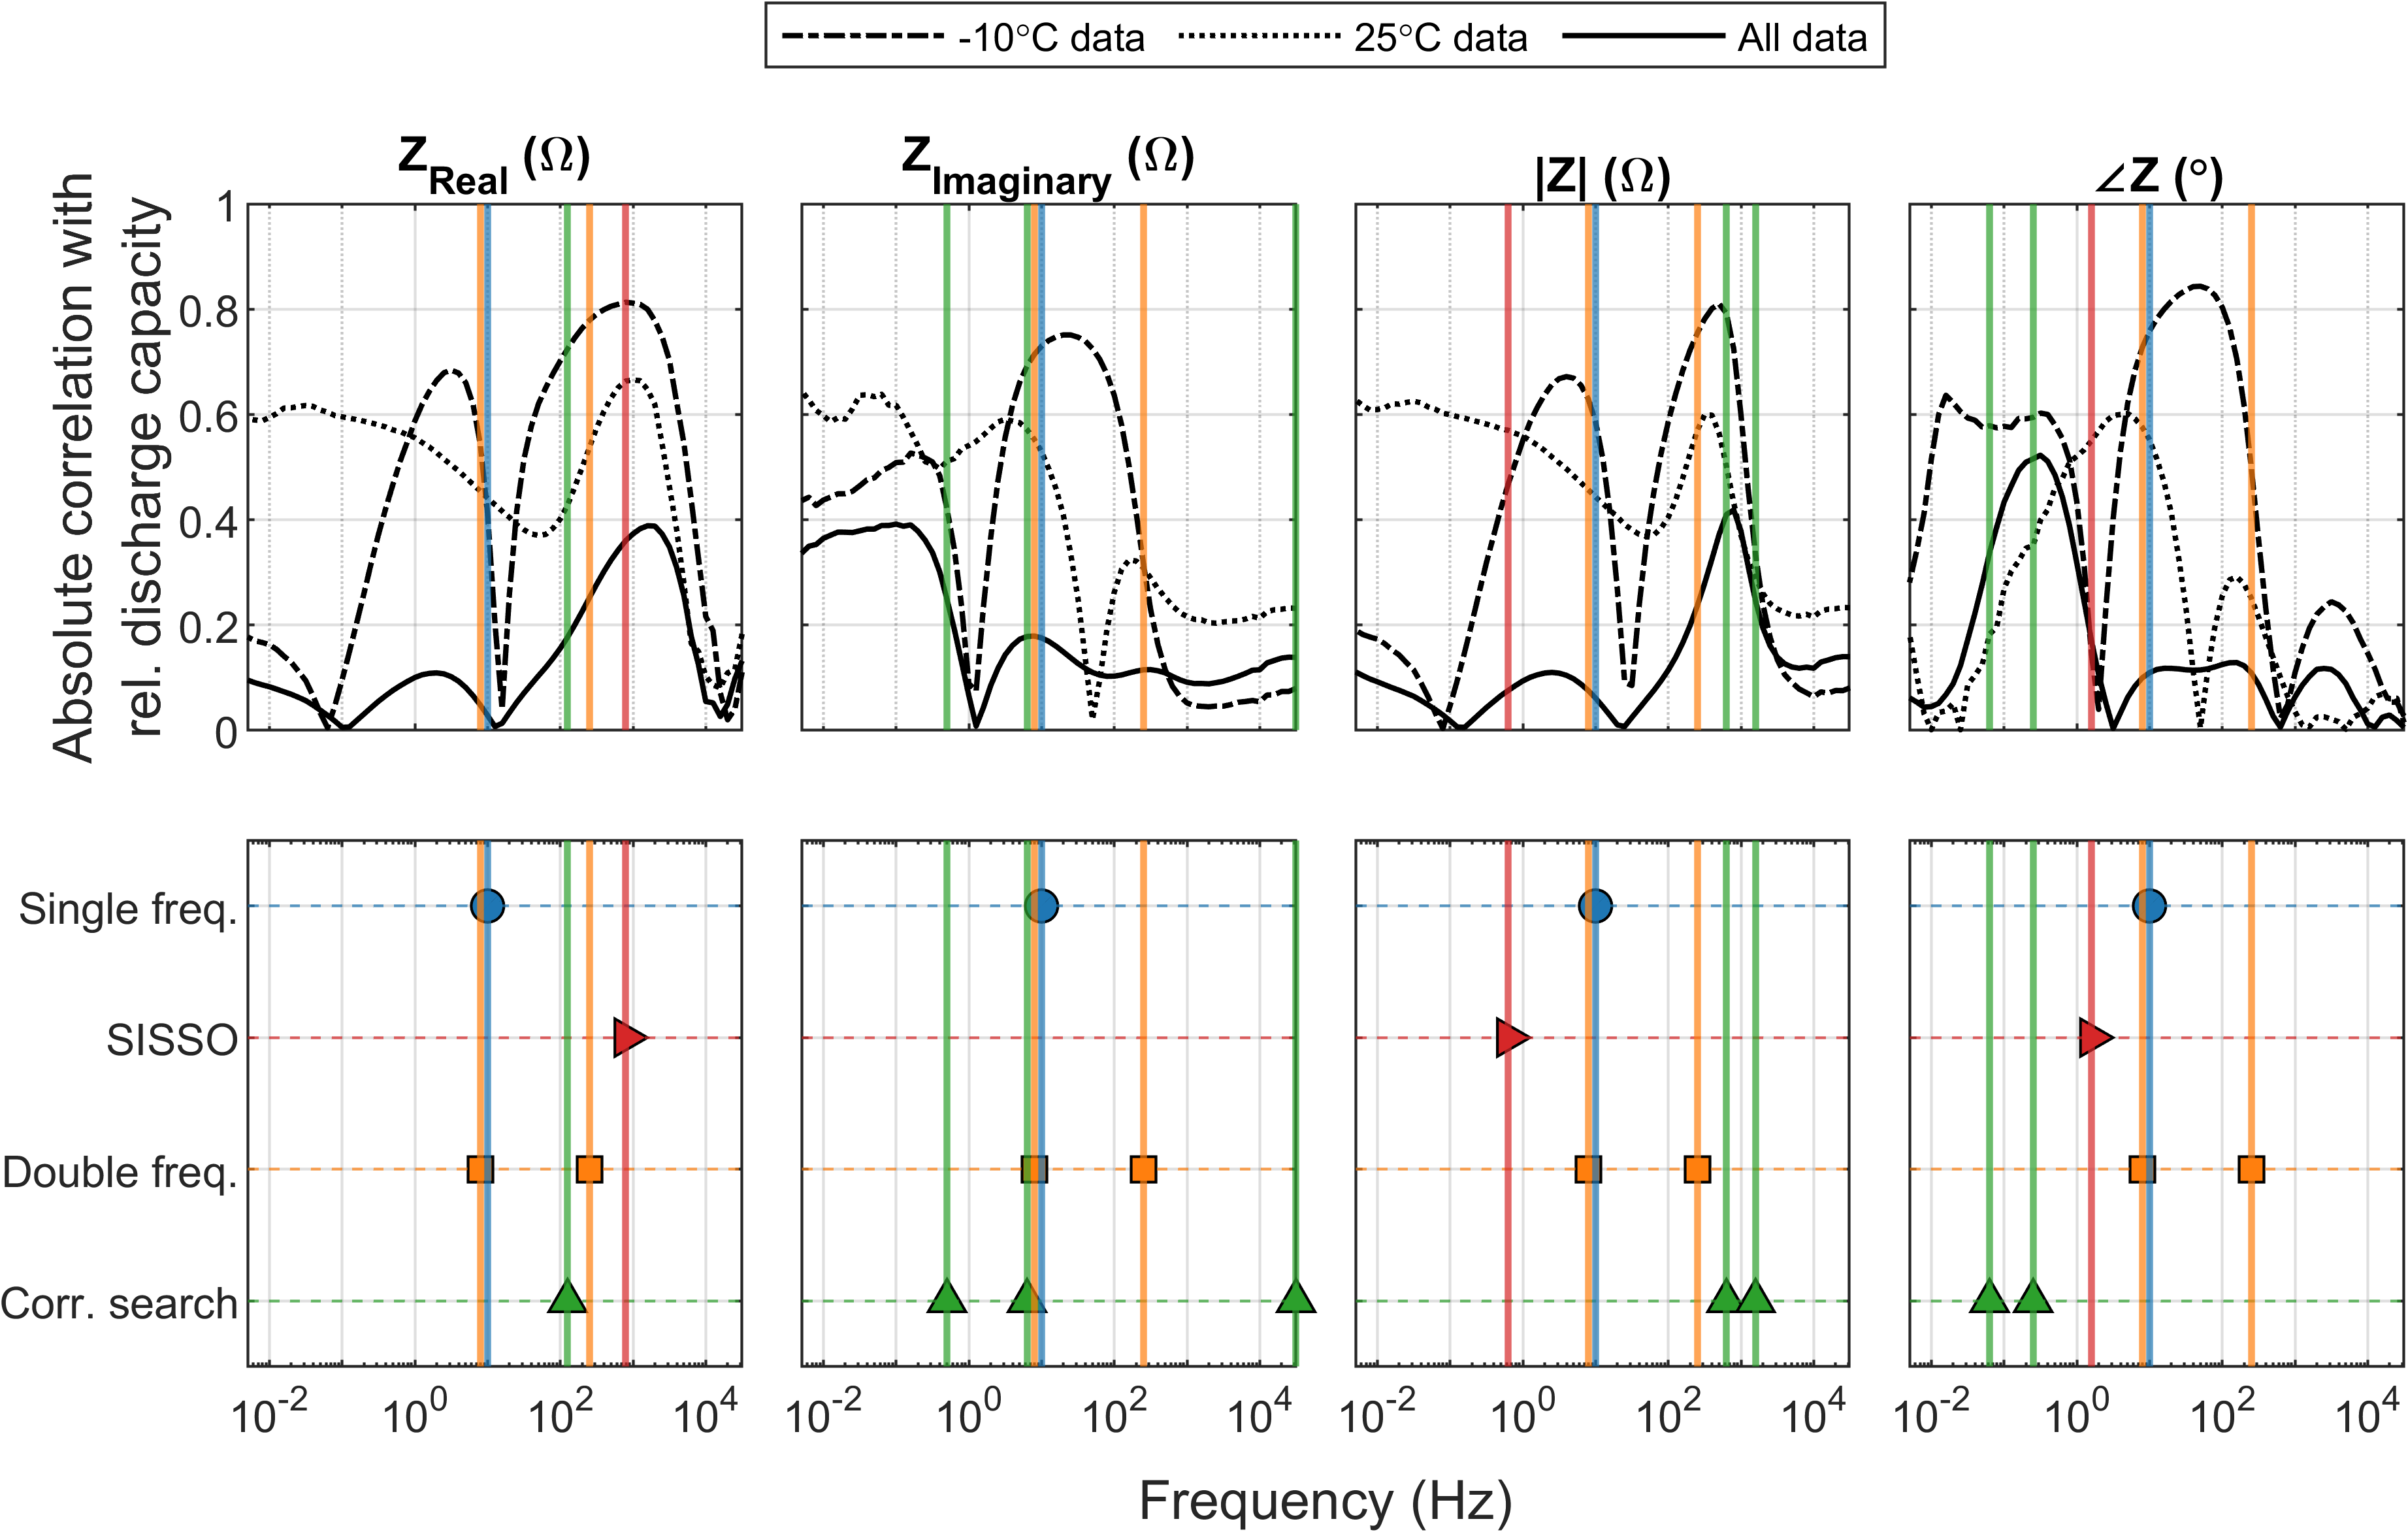 -10°C data 25°C data All data
Z_Real (Ω) Z_Imaginary (Ω) |Z| (Ω) ∠Z (°)
Absolute correlation with
rel. discharge capacity
1
0.8
0.6
0.4
0.2
0
Single freq.
SISSO
Double freq.
Corr. search
10^-2 10^0 10^2 10^4 10^-2 10^0 10^2 10^4 10^-2 10^0 10^2 10^4 10^-2 10^0 10^2 10^4
Frequency (Hz)